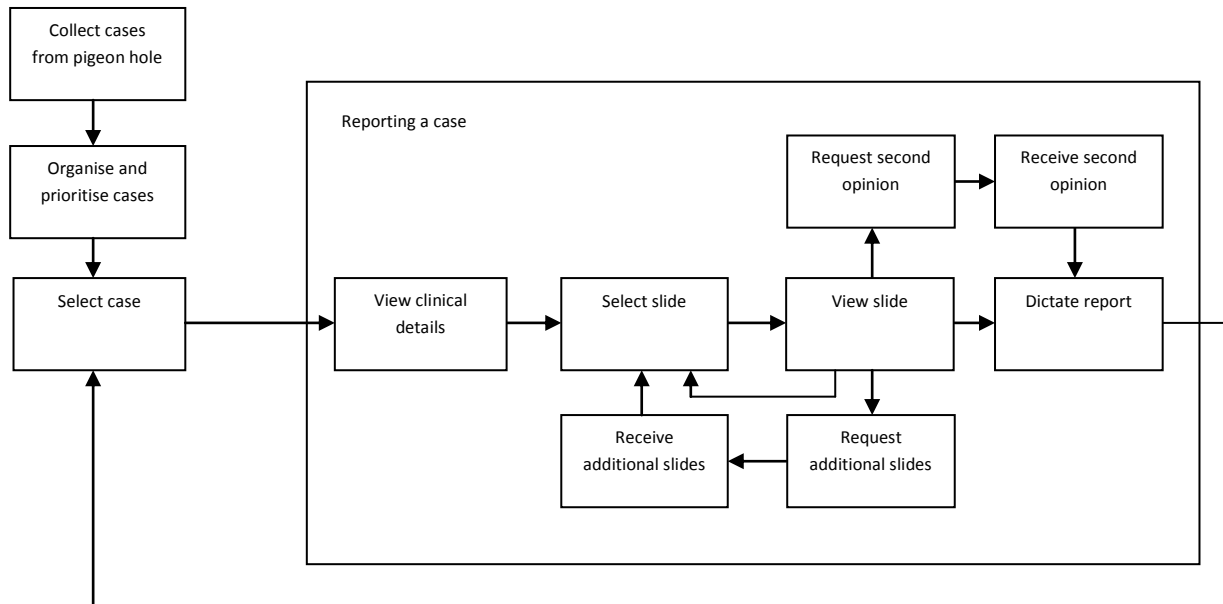 Collect cases
from pigeon hole
Organise and
prioritise cases
Select case
Reporting a case
View clinical
details
Select slide
View slide
Dictate report
Request second
opinion
Receive second
opinion
Receive
additional slides
Request
additional slides